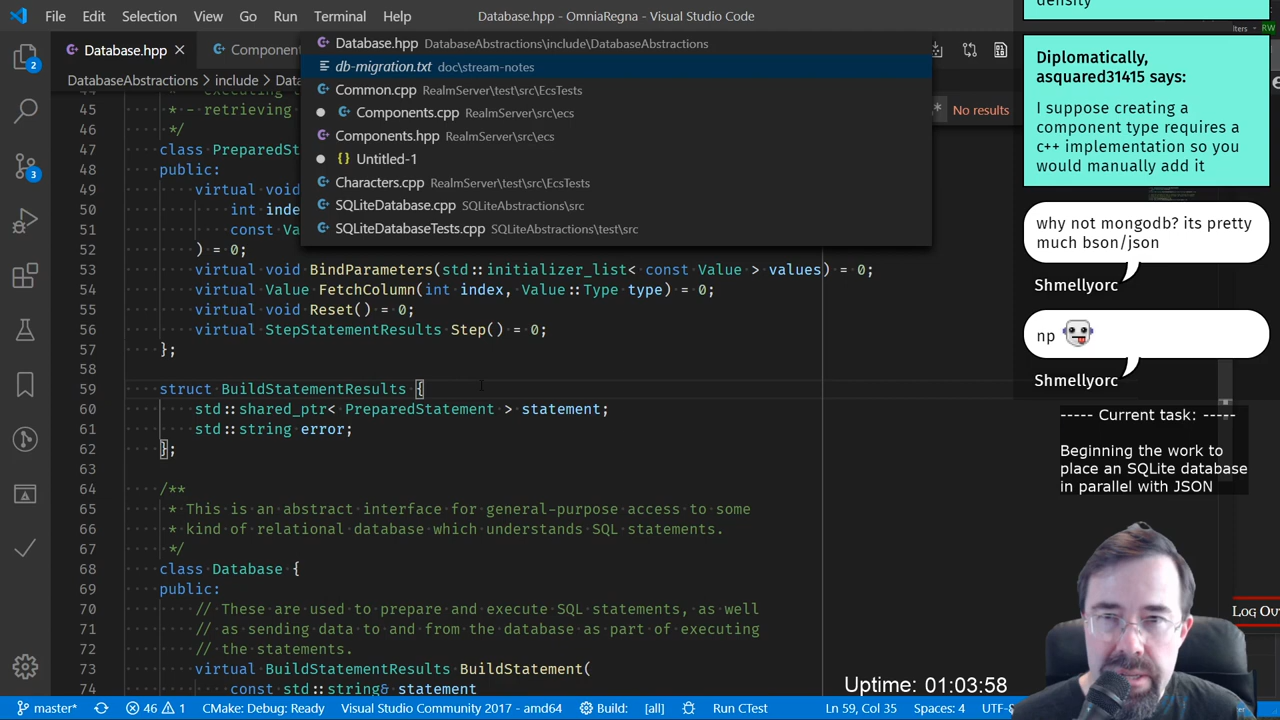 File Edit Selection View Go Run Terminal Help Database.hpp - OmniaRegna - Visual Studio Code
Database.hpp
Component
DatabaseAbstractions > include > Data
Database.hpp DatabaseAbstractions\include\DatabaseAbstractions
db-migration.txt doc\stream-notes
Common.cpp RealmServer\test\src\EcsTests
Components.cpp RealmServer\src\ecs
Components.hpp RealmServer\src\ecs
Untitled-1
Characters.cpp RealmServer\test\src\EcsTests
SQLiteDatabase.cpp SQLiteAbstractions\src
SQLiteDatabaseTests.cpp SQLiteAbstractions\test\src
No results
45 * - retrieving
46 */
47 class PreparedSt
48 public:
49 virtual void
50 int inde
51 const Va
52 ) = 0;
53 virtual void BindParameters(std::initializer_list< const Value > values) = 0;
54 virtual Value FetchColumn(int index, Value::Type type) = 0;
55 virtual void Reset() = 0;
56 virtual StepStatementResults Step() = 0;
57 };
58
59 struct BuildStatementResults {
60 std::shared_ptr< PreparedStatement > statement;
61 std::string error;
62 };
63
64 /**
65 * This is an abstract interface for general-purpose access to some
66 * kind of relational database which understands SQL statements.
67 */
68 class Database {
69 public:
70 // These are used to prepare and execute SQL statements, as well
71 // as sending data to and from the database as part of executing
72 // the statements.
73 virtual BuildStatementResults BuildStatement(
74 const std::string& statement
2
3
density
Diplomatically,
asquared31415 says:
I suppose creating a
component type requires a
c++ implementation so you
would manually add it
why not mongodb? its pretty
much bson/json
Shmellyorc
np
Shmellyorc
----- Current task: -----
Beginning the work to
place an SQLite database
in parallel with JSON
Log Ou
Uptime: 01:03:58
master* 46 1 CMake: Debug: Ready Visual Studio Community 2017 - amd64 Build: [all] Run CTest Ln 59, Col 35 Spaces: 4 UTF-